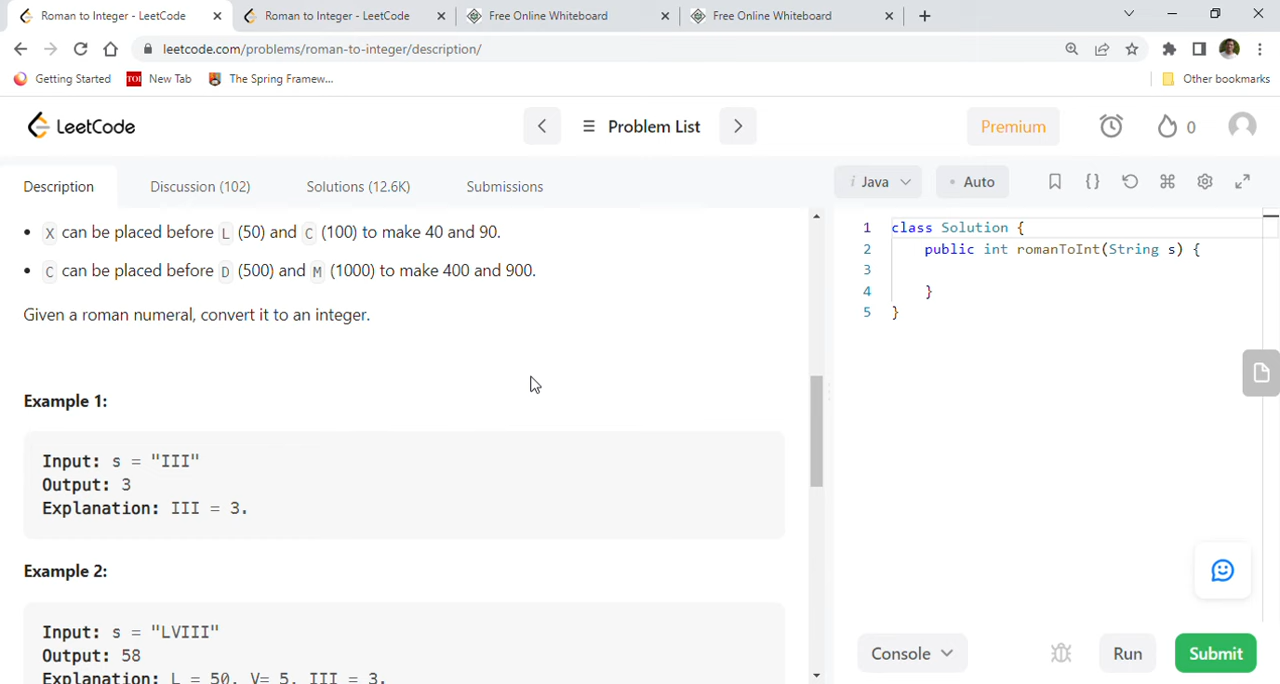 Roman to Integer - LeetCode
Roman to Integer - LeetCode
Free Online Whiteboard
Free Online Whiteboard
leetcode.com/problems/roman-to-integer/description/
Getting Started
TOI New Tab
The Spring Framew...
Other bookmarks
LeetCode
Problem List
Premium
0
Description
Discussion (102)
Solutions (12.6K)
Submissions
i Java
• Auto
{}
• X can be placed before L (50) and C (100) to make 40 and 90.
• C can be placed before D (500) and M (1000) to make 400 and 900.
Given a roman numeral, convert it to an integer.
Example 1:
Input: s = "III"
Output: 3
Explanation: III = 3.
Example 2:
Input: s = "LVIII"
Output: 58
Explanation: L = 50, V= 5, III = 3.
1 class Solution {
2 public int romanToInt(String s) {
3
4 }
5 }
Console
Run
Submit